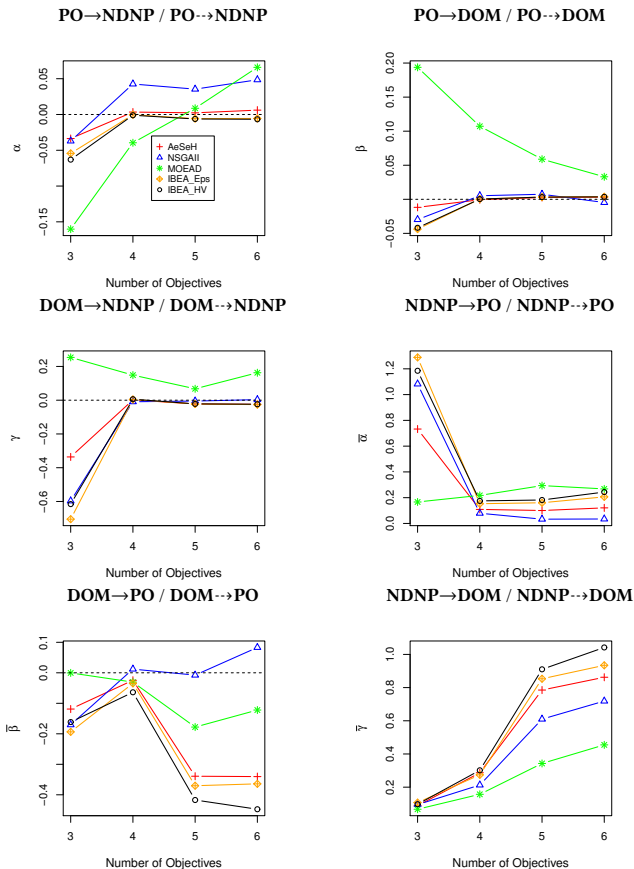 PO→NDNP / PO⇢NDNP
0.05
0.00
−0.05
−0.15
α
AeSeH
NSGAII
MOEAD
IBEA_Eps
IBEA_HV
3 4 5 6
Number of Objectives
PO→DOM / PO⇢DOM
0.20
0.15
0.10
0.05
−0.05
β
3 4 5 6
Number of Objectives
DOM→NDNP / DOM⇢NDNP
0.2
0.0
−0.2
−0.4
−0.6
γ
3 4 5 6
Number of Objectives
NDNP→PO / NDNP⇢PO
1.2
1.0
0.8
0.6
0.4
0.2
0.0
α̅
3 4 5 6
Number of Objectives
DOM→PO / DOM⇢PO
0.1
0.0
−0.2
−0.4
β̅
3 4 5 6
Number of Objectives
NDNP→DOM / NDNP⇢DOM
1.0
0.8
0.6
0.4
0.2
γ̅
3 4 5 6
Number of Objectives